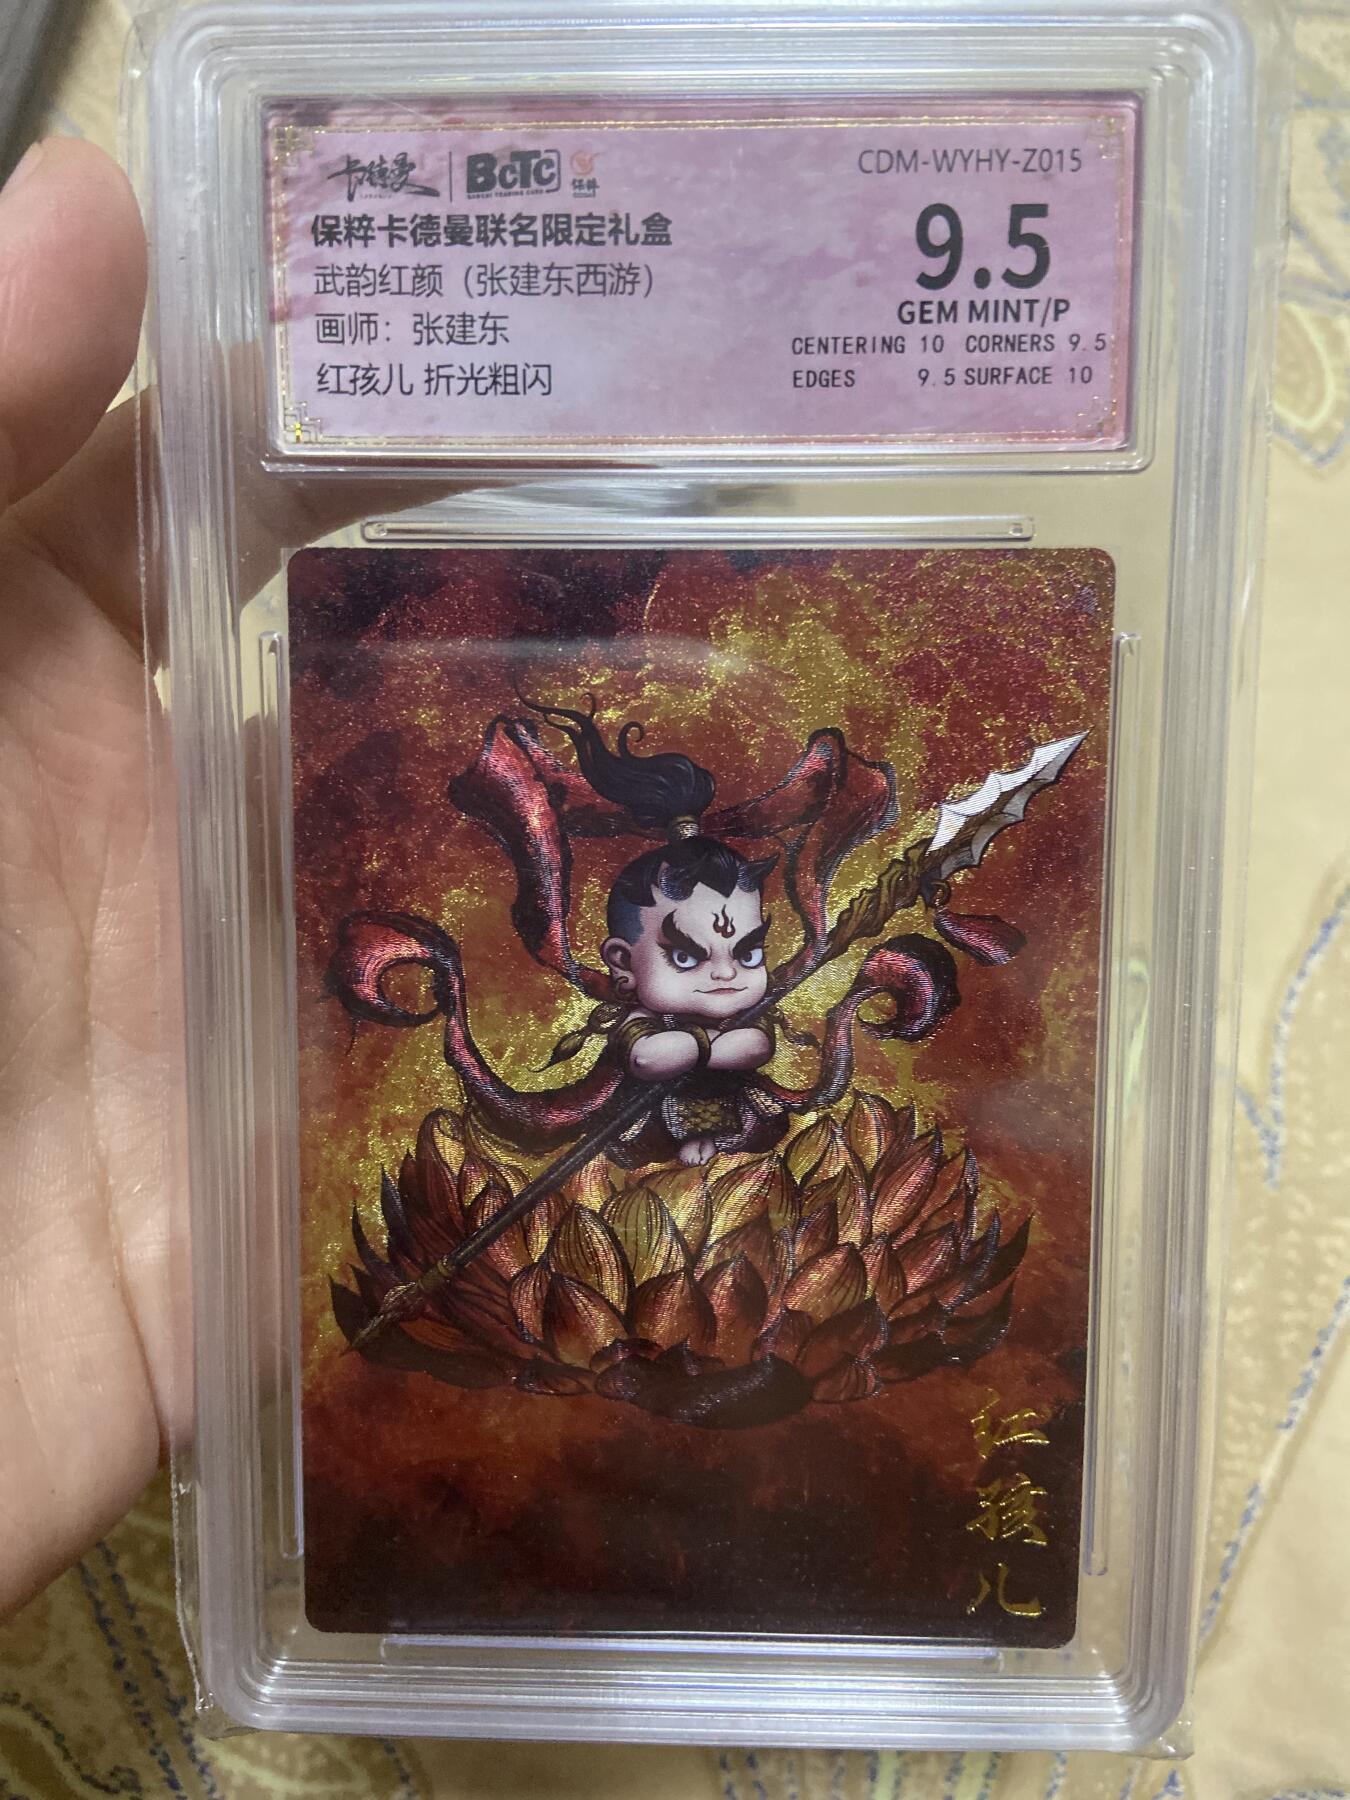 卡德曼 BCTC 保粹 CDM-WYHY-Z015
保粹卡德曼联名限定礼盒
武韵红颜（张建东西游）
画师：张建东
红孩儿 折光粗闪
9.5
GEM MINT/P
CENTERING 10 CORNERS 9.5
EDGES 9.5 SURFACE 10
红孩儿